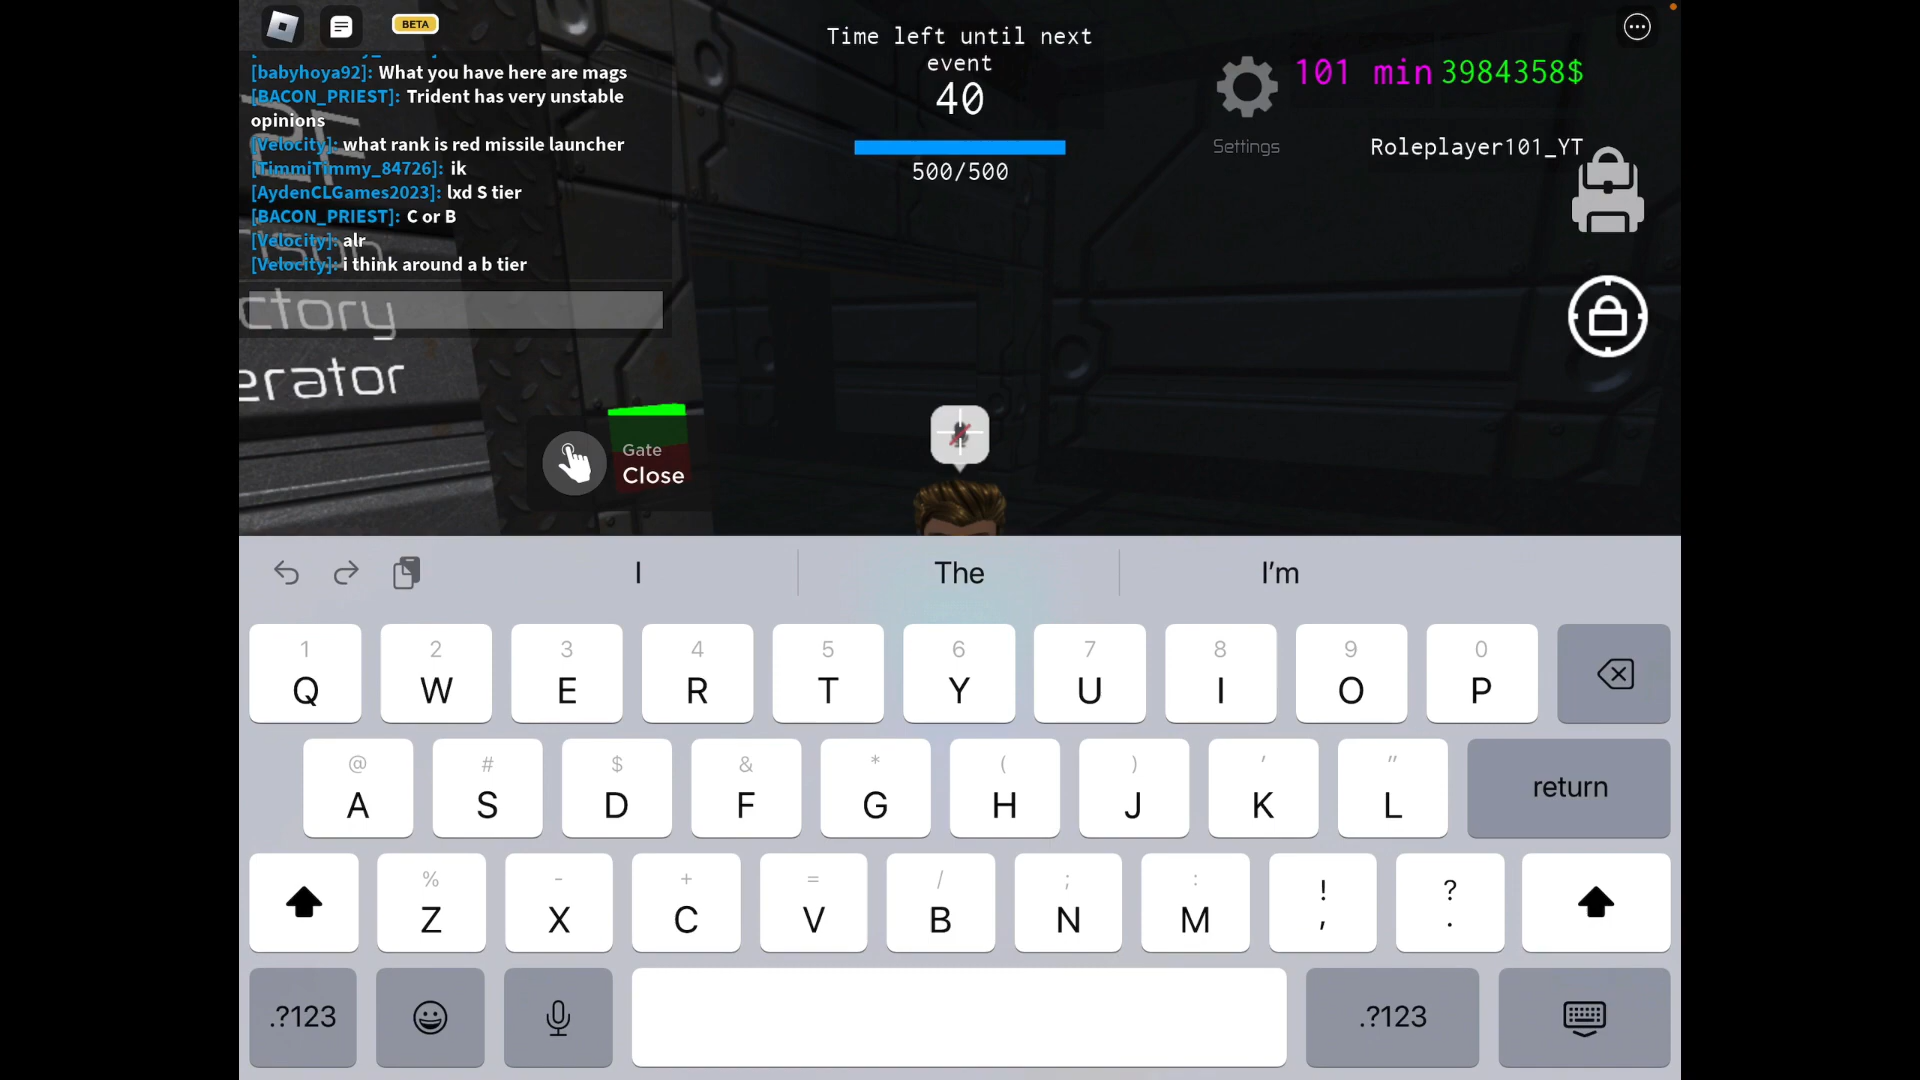 BETA
Time left until next
event
40
500/500
101 min 3984358$
Settings
Roleplayer101_YT
[babyhoya92]: What you have here are mags
[BACON_PRIEST]: Trident has very unstable
opinions
[Velocity]: what rank is red missile launcher
[TimmiTimmy_84726]: ik
[AydenCLGames2023]: lxd S tier
[BACON_PRIEST]: C or B
[Velocity]: alr
[Velocity]: i think around a b tier
ctory
erator
Gate
Close
I The I'm
1 2 3 4 5 6 7 8 9 0
Q W E R T Y U I O P
@ # $ & * ( ) ' "
A S D F G H J K L return
% - + = / ; : ! ?
Z X C V B N M , .
.?123 .?123